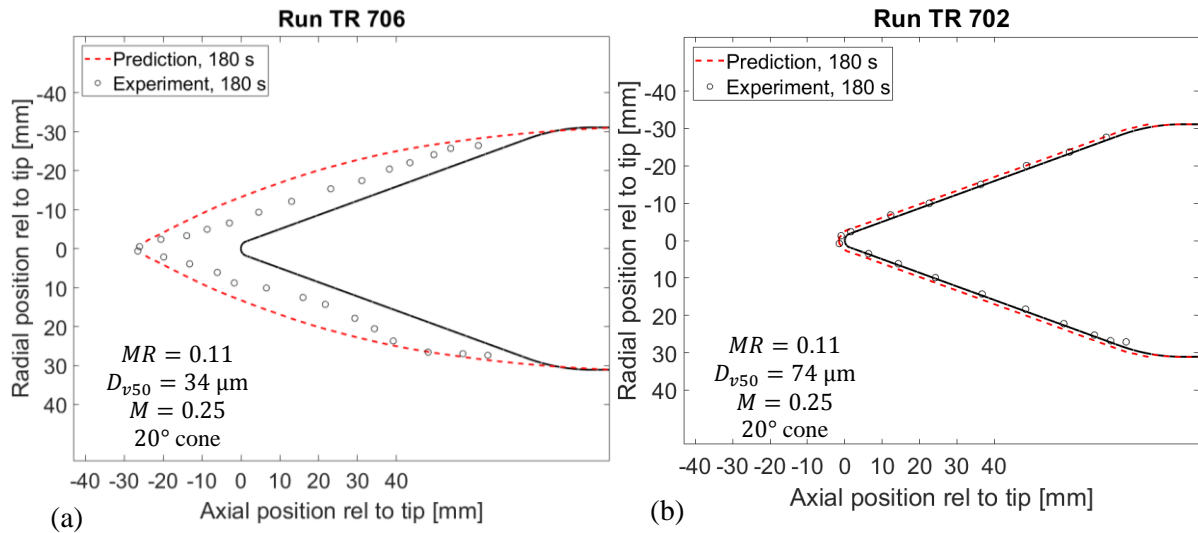 Run TR 706
Prediction, 180 s
Experiment, 180 s
Radial position rel to tip [mm]
-40
-30
-20
-10
0
10
20
30
40
MR = 0.11
D_v50 = 34 μm
M = 0.25
20° cone
-40 -30 -20 -10 0 10 20 30 40
Axial position rel to tip [mm]
(a)
Run TR 702
Prediction, 180 s
Experiment, 180 s
Radial position rel to tip [mm]
-40
-30
-20
-10
0
10
20
30
40
MR = 0.11
D_v50 = 74 μm
M = 0.25
20° cone
-40 -30 -20 -10 0 10 20 30 40
Axial position rel to tip [mm]
(b)